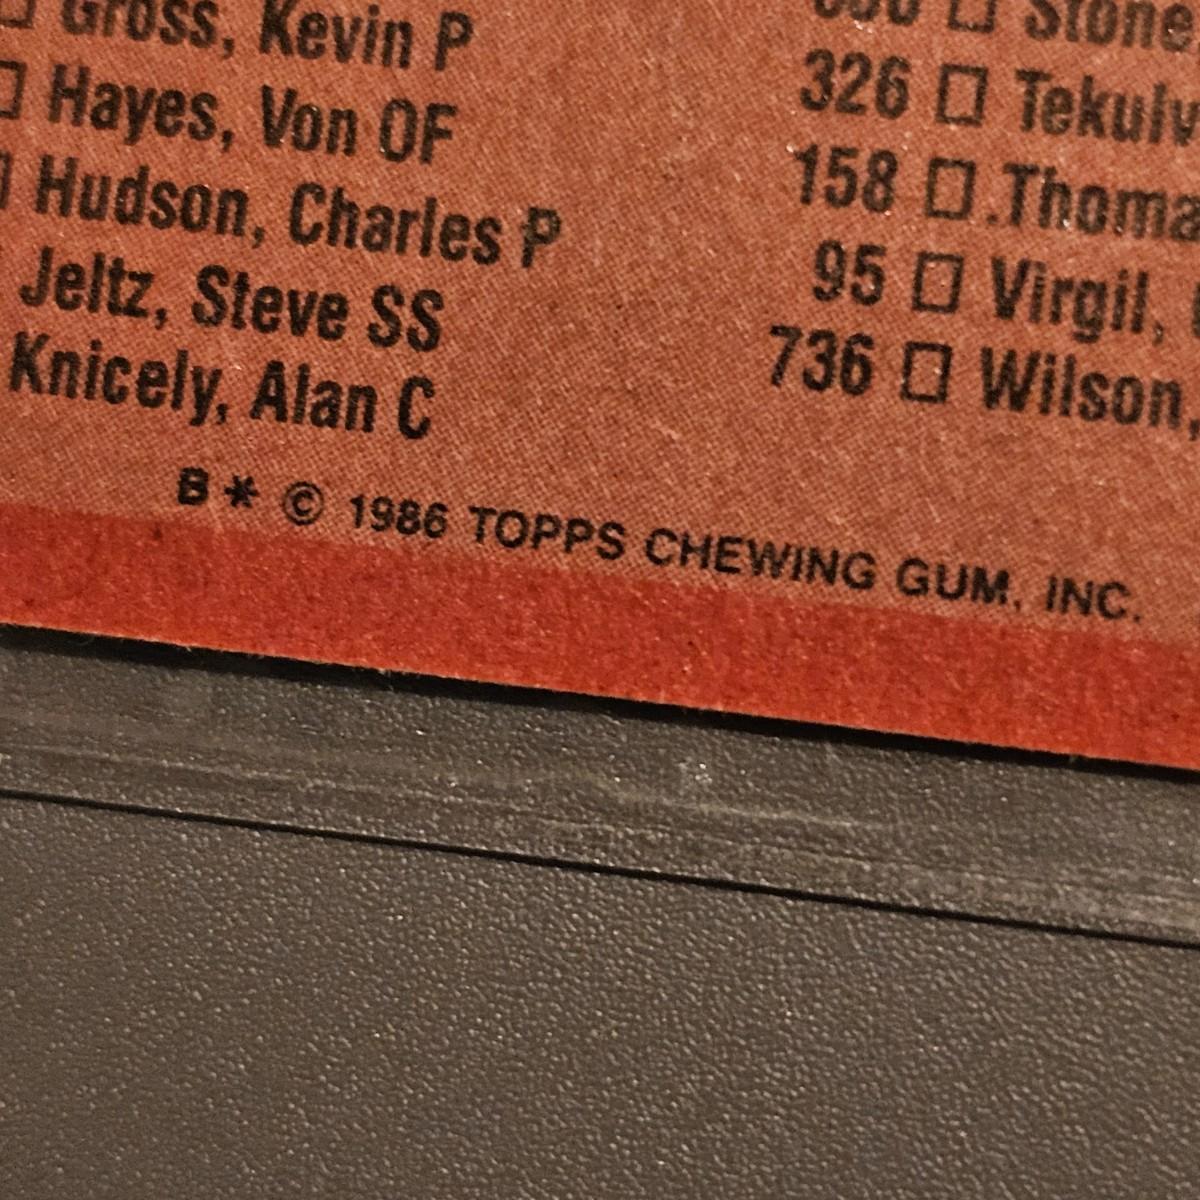 Gross, Kevin P
Hayes, Von OF
Hudson, Charles P
Jeltz, Steve SS
Knicely, Alan C
Stone
326 Tekulv
158 .Thoma
95 Virgil,
736 Wilson,
B* © 1986 TOPPS CHEWING GUM, INC.